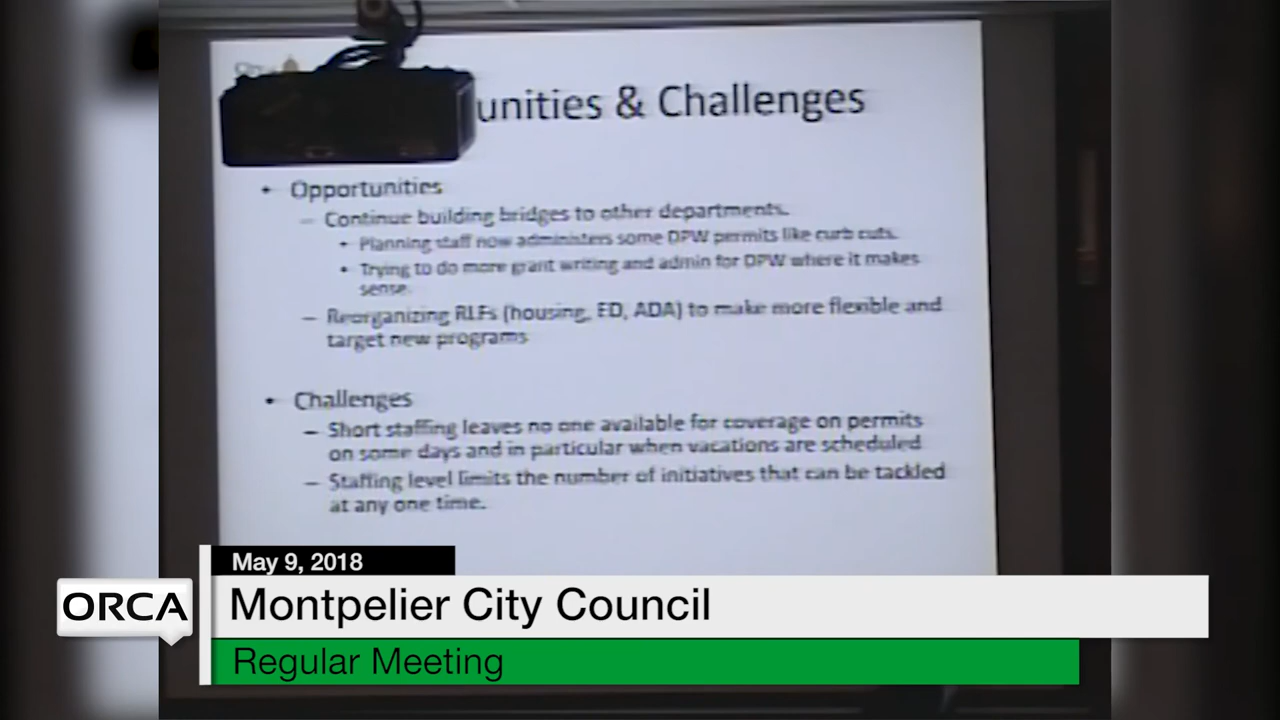 City
unities & Challenges
• Opportunities
– Continue building bridges to other departments.
• Planning staff now administers some DPW permits like curb cuts.
• Trying to do more grant writing and admin for DPW where it makes
sense.
– Reorganizing RLFs (housing, ED, ADA) to make more flexible and
target new programs
• Challenges
– Short staffing leaves no one available for coverage on permits
on some days and in particular when vacations are scheduled
– Staffing level limits the number of initiatives that can be tackled
at any one time.
May 9, 2018
ORCA
Montpelier City Council
Regular Meeting